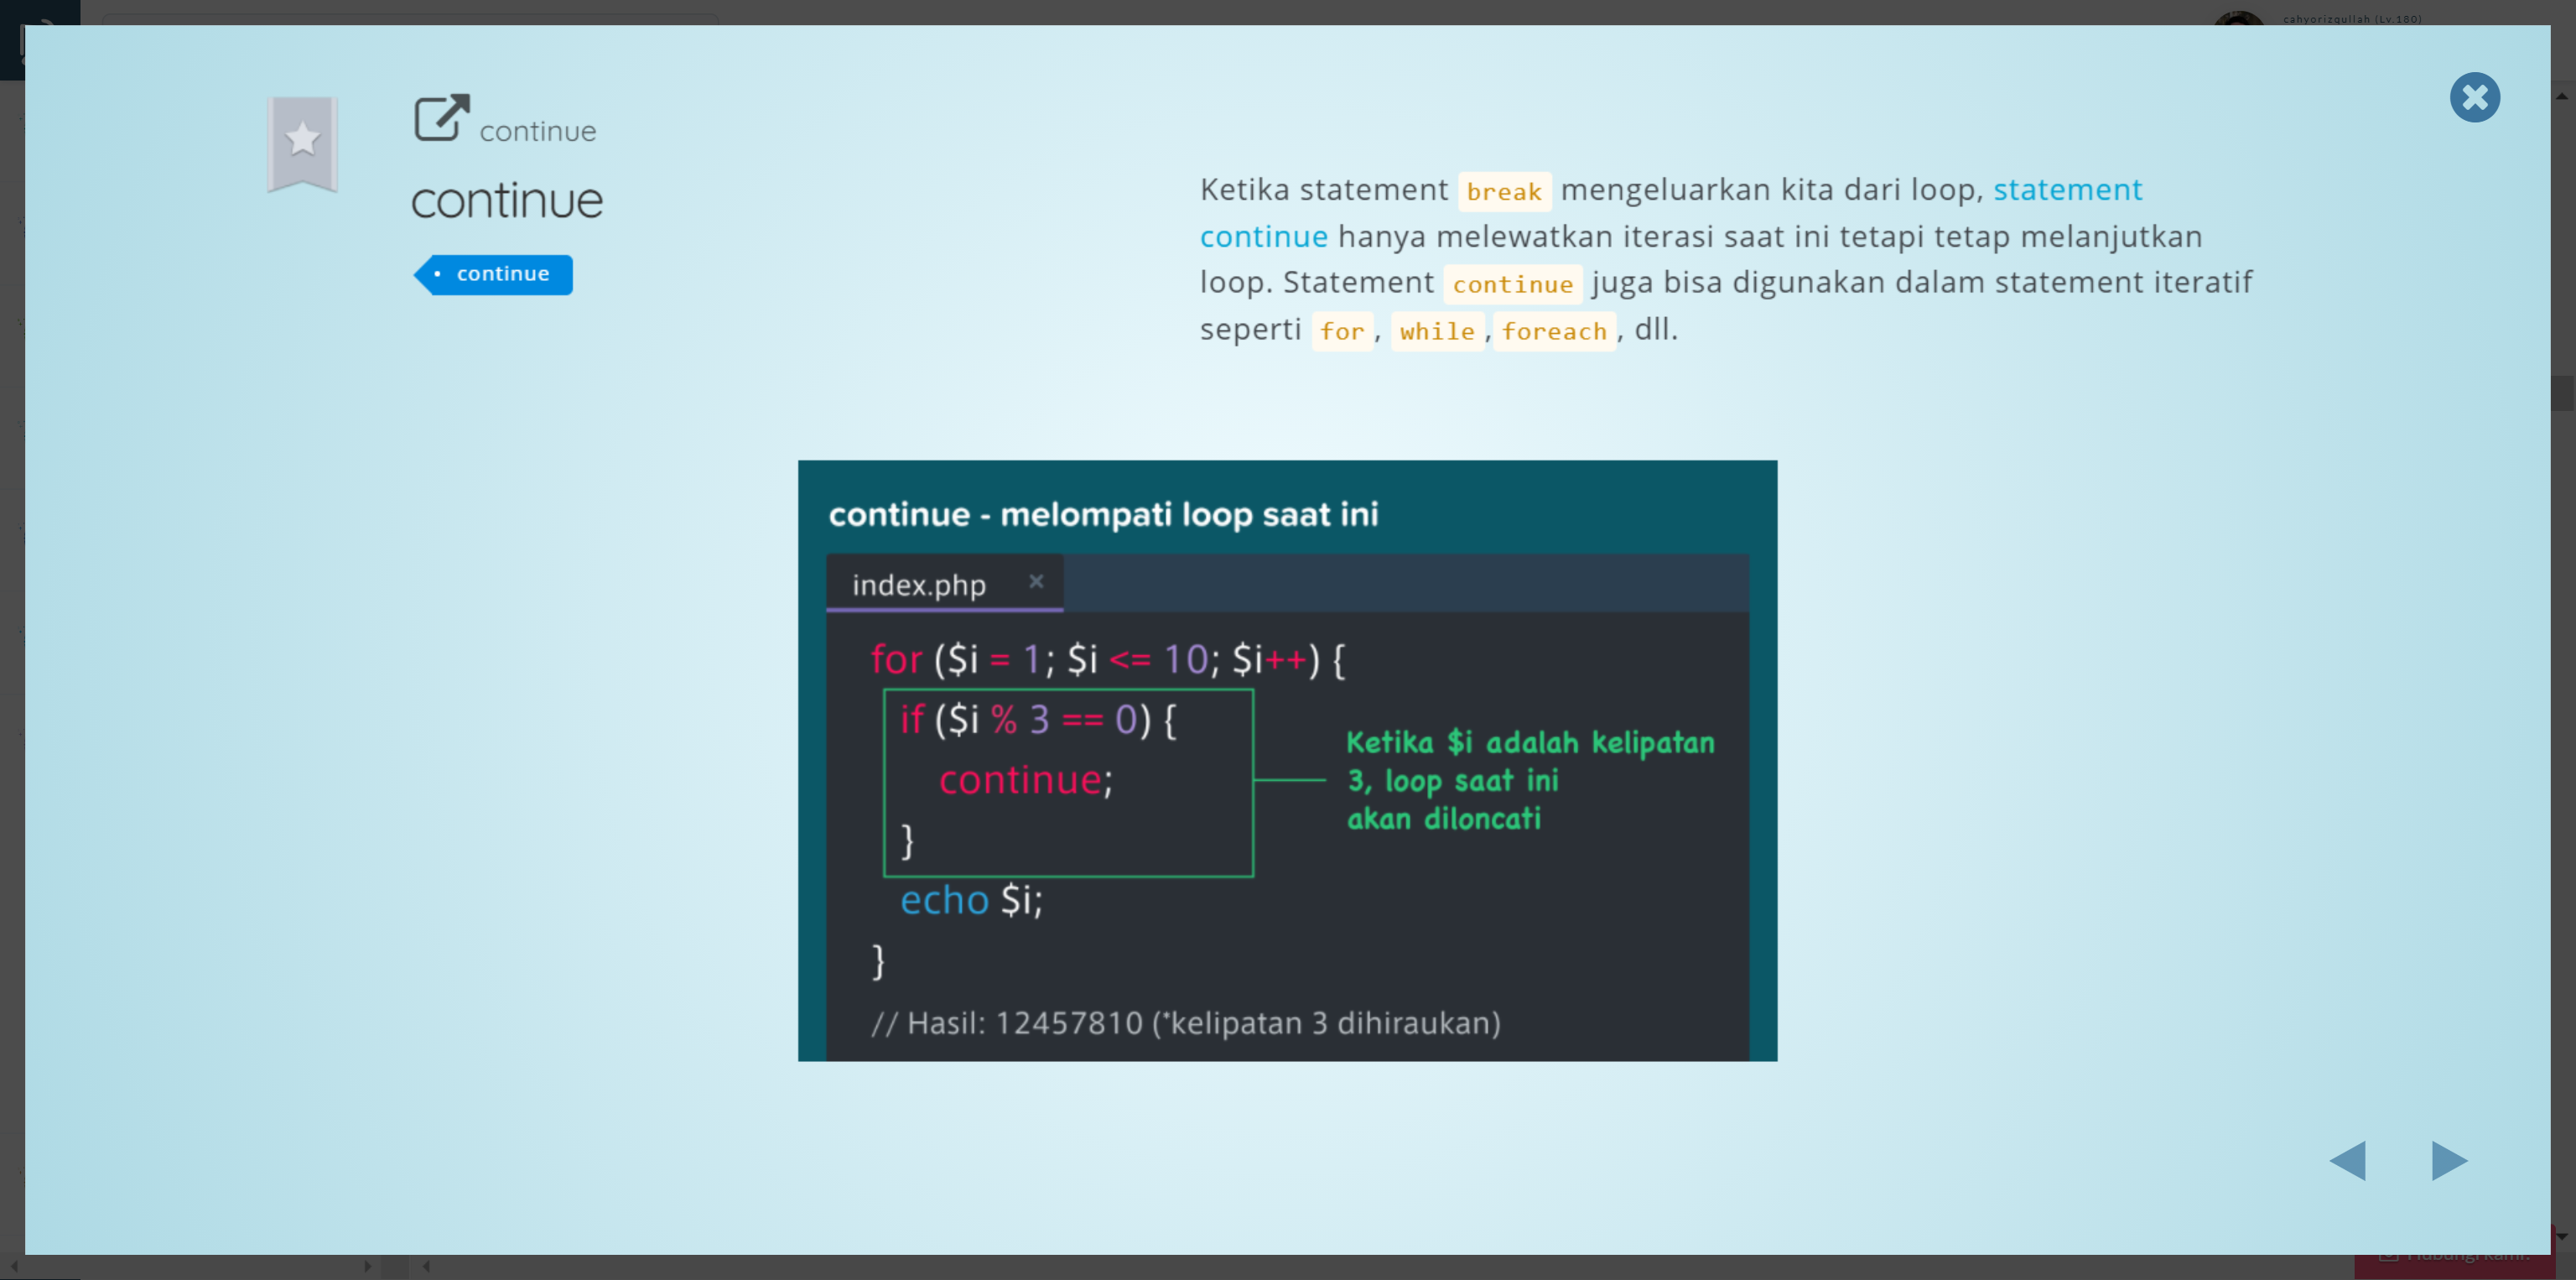 cahyorizqullah (Lv.180)
continue
continue
continue
Ketika statement break mengeluarkan kita dari loop, statement
continue hanya melewatkan iterasi saat ini tetapi tetap melanjutkan
loop. Statement continue juga bisa digunakan dalam statement iteratif
seperti for, while,foreach, dll.
continue - melompati loop saat ini
index.php
for ($i = 1; $i <= 10; $i++) {
if ($i % 3 == 0) {
continue;
}
Ketika $i adalah kelipatan
3, loop saat ini
akan diloncati
echo $i;
}
// Hasil: 12457810 (*kelipatan 3 dihiraukan)